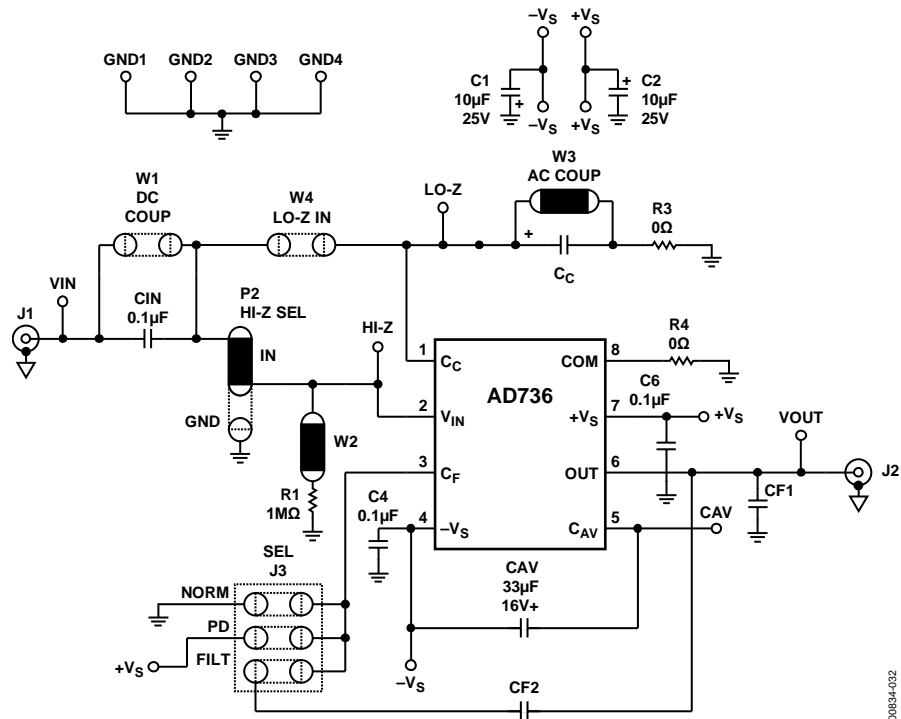 –VS +VS
GND1 GND2 GND3 GND4
C1
10µF
25V
+
+
C2
10µF
25V
–VS +VS
W3
AC COUP
W1
DC
COUP
W4
LO-Z IN
LO-Z
R3
0Ω
+
CC
VIN
J1
CIN
0.1µF
P2
HI-Z SEL
IN
GND
HI-Z
W2
R1
1MΩ
AD736
1 CC
2 VIN
3 CF
4 –VS
COM 8
+VS 7
OUT 6
CAV 5
R4
0Ω
C6
0.1µF
+VS
VOUT
J2
CF1
CAV
C4
0.1µF
CAV
33µF
16V+
SEL
J3
NORM
PD
FILT
+VS
–VS
CF2
00834-032